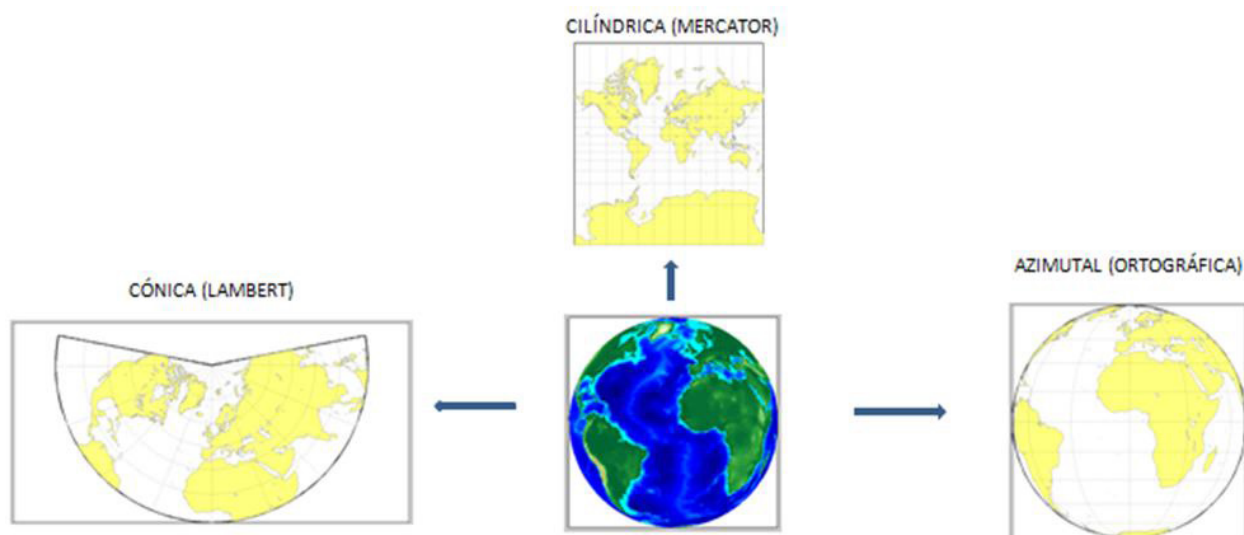 CILÍNDRICA (MERCATOR)
CÓNICA (LAMBERT)
AZIMUTAL (ORTOGRÁFICA)